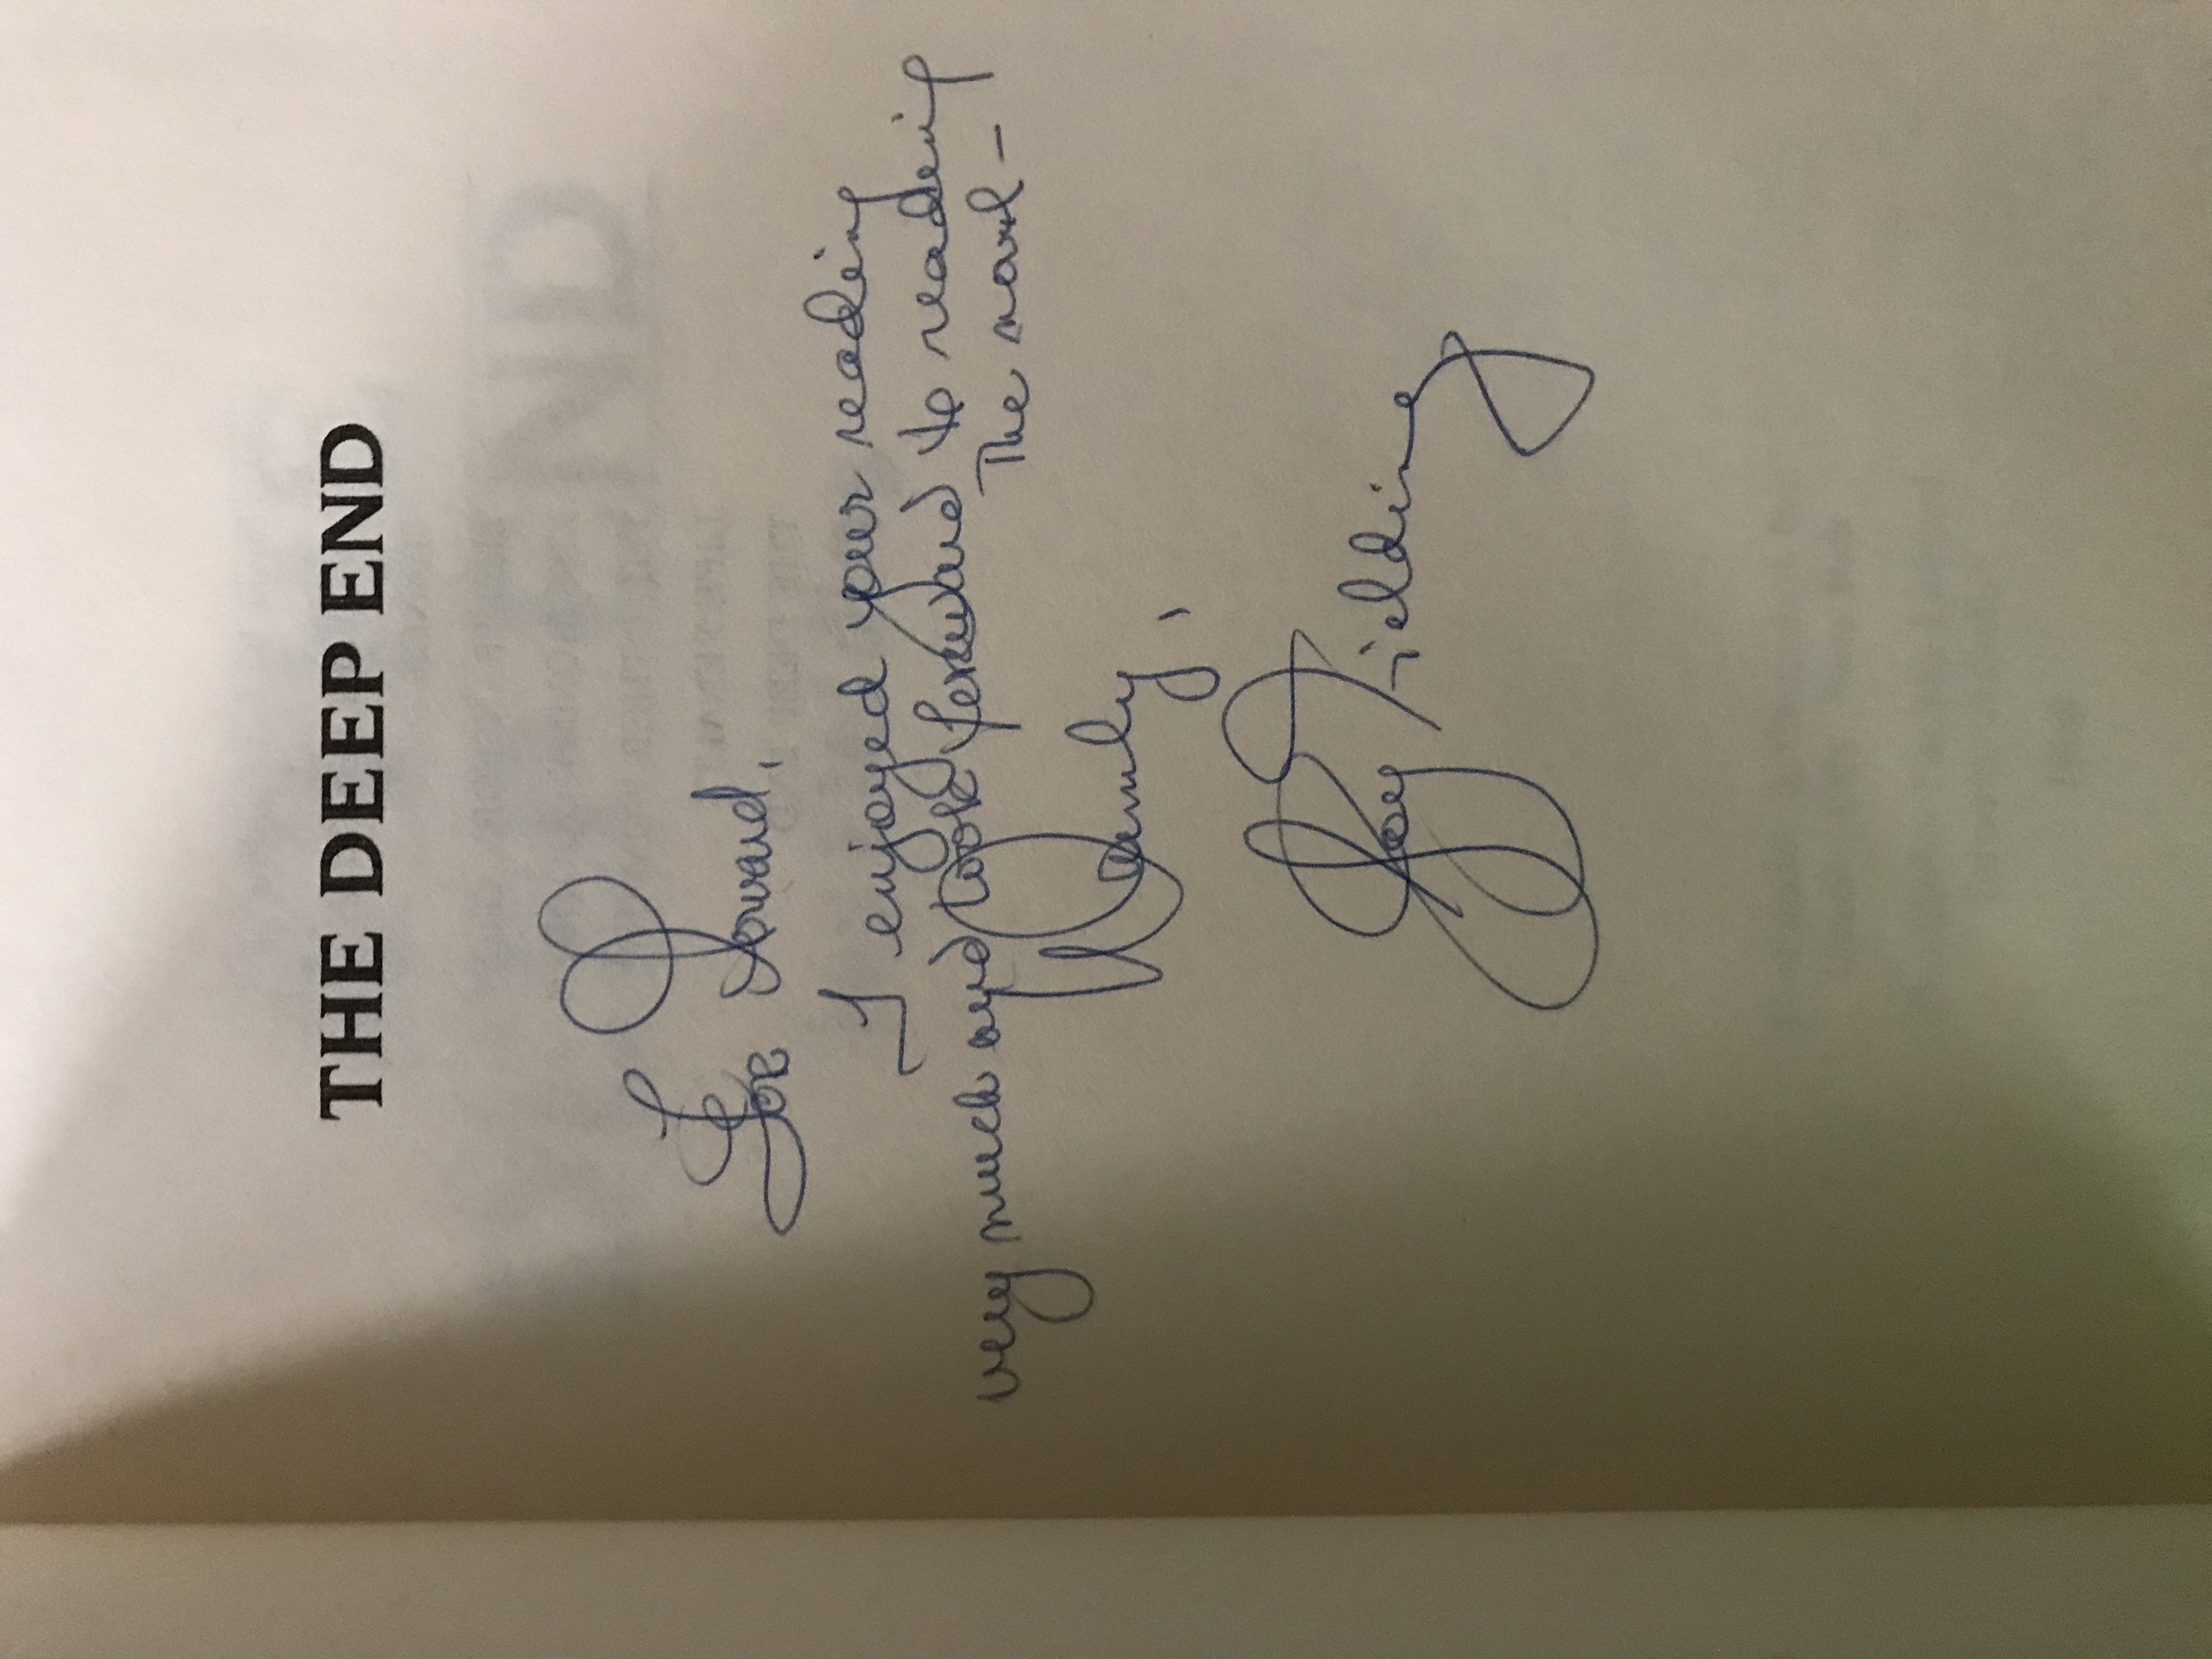 THE DEEP END
For
I enjoyed your reading
very much and look forward to reading
The novel —
Warmly,
Joy Fielding